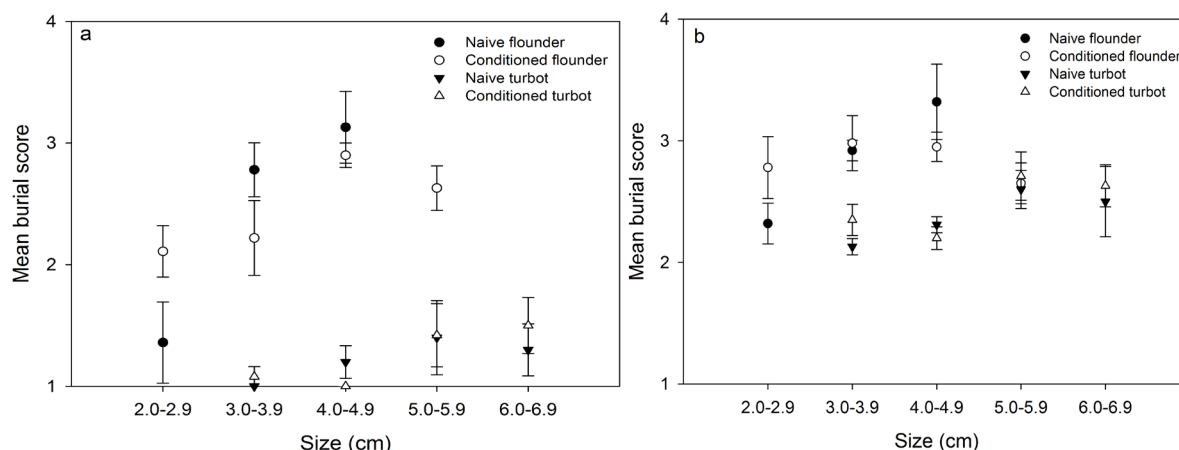 a
Naive flounder
Conditioned flounder
Naive turbot
Conditioned turbot
4
3
2
1
Mean burial score
2.0-2.9 3.0-3.9 4.0-4.9 5.0-5.9 6.0-6.9
Size (cm)
b
Naive flounder
Conditioned flounder
Naive turbot
Conditioned turbot
4
3
2
1
Mean burial score
2.0-2.9 3.0-3.9 4.0-4.9 5.0-5.9 6.0-6.9
Size (cm)